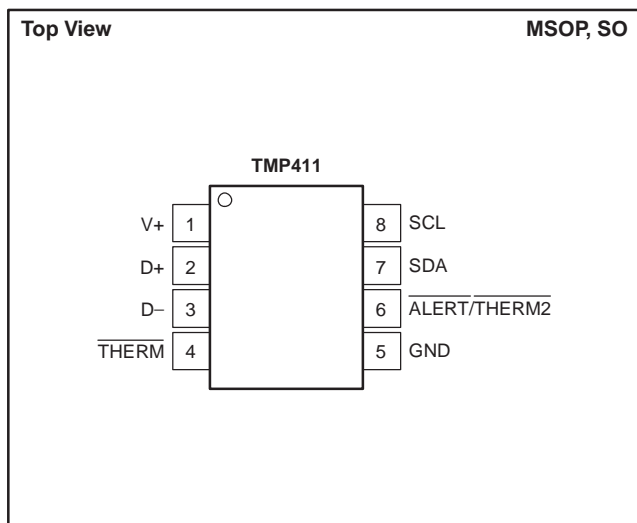 Top View MSOP, SO
TMP411
V+ 1 8 SCL
D+ 2 7 SDA
D− 3 6 ALERT/THERM2
THERM 4 5 GND